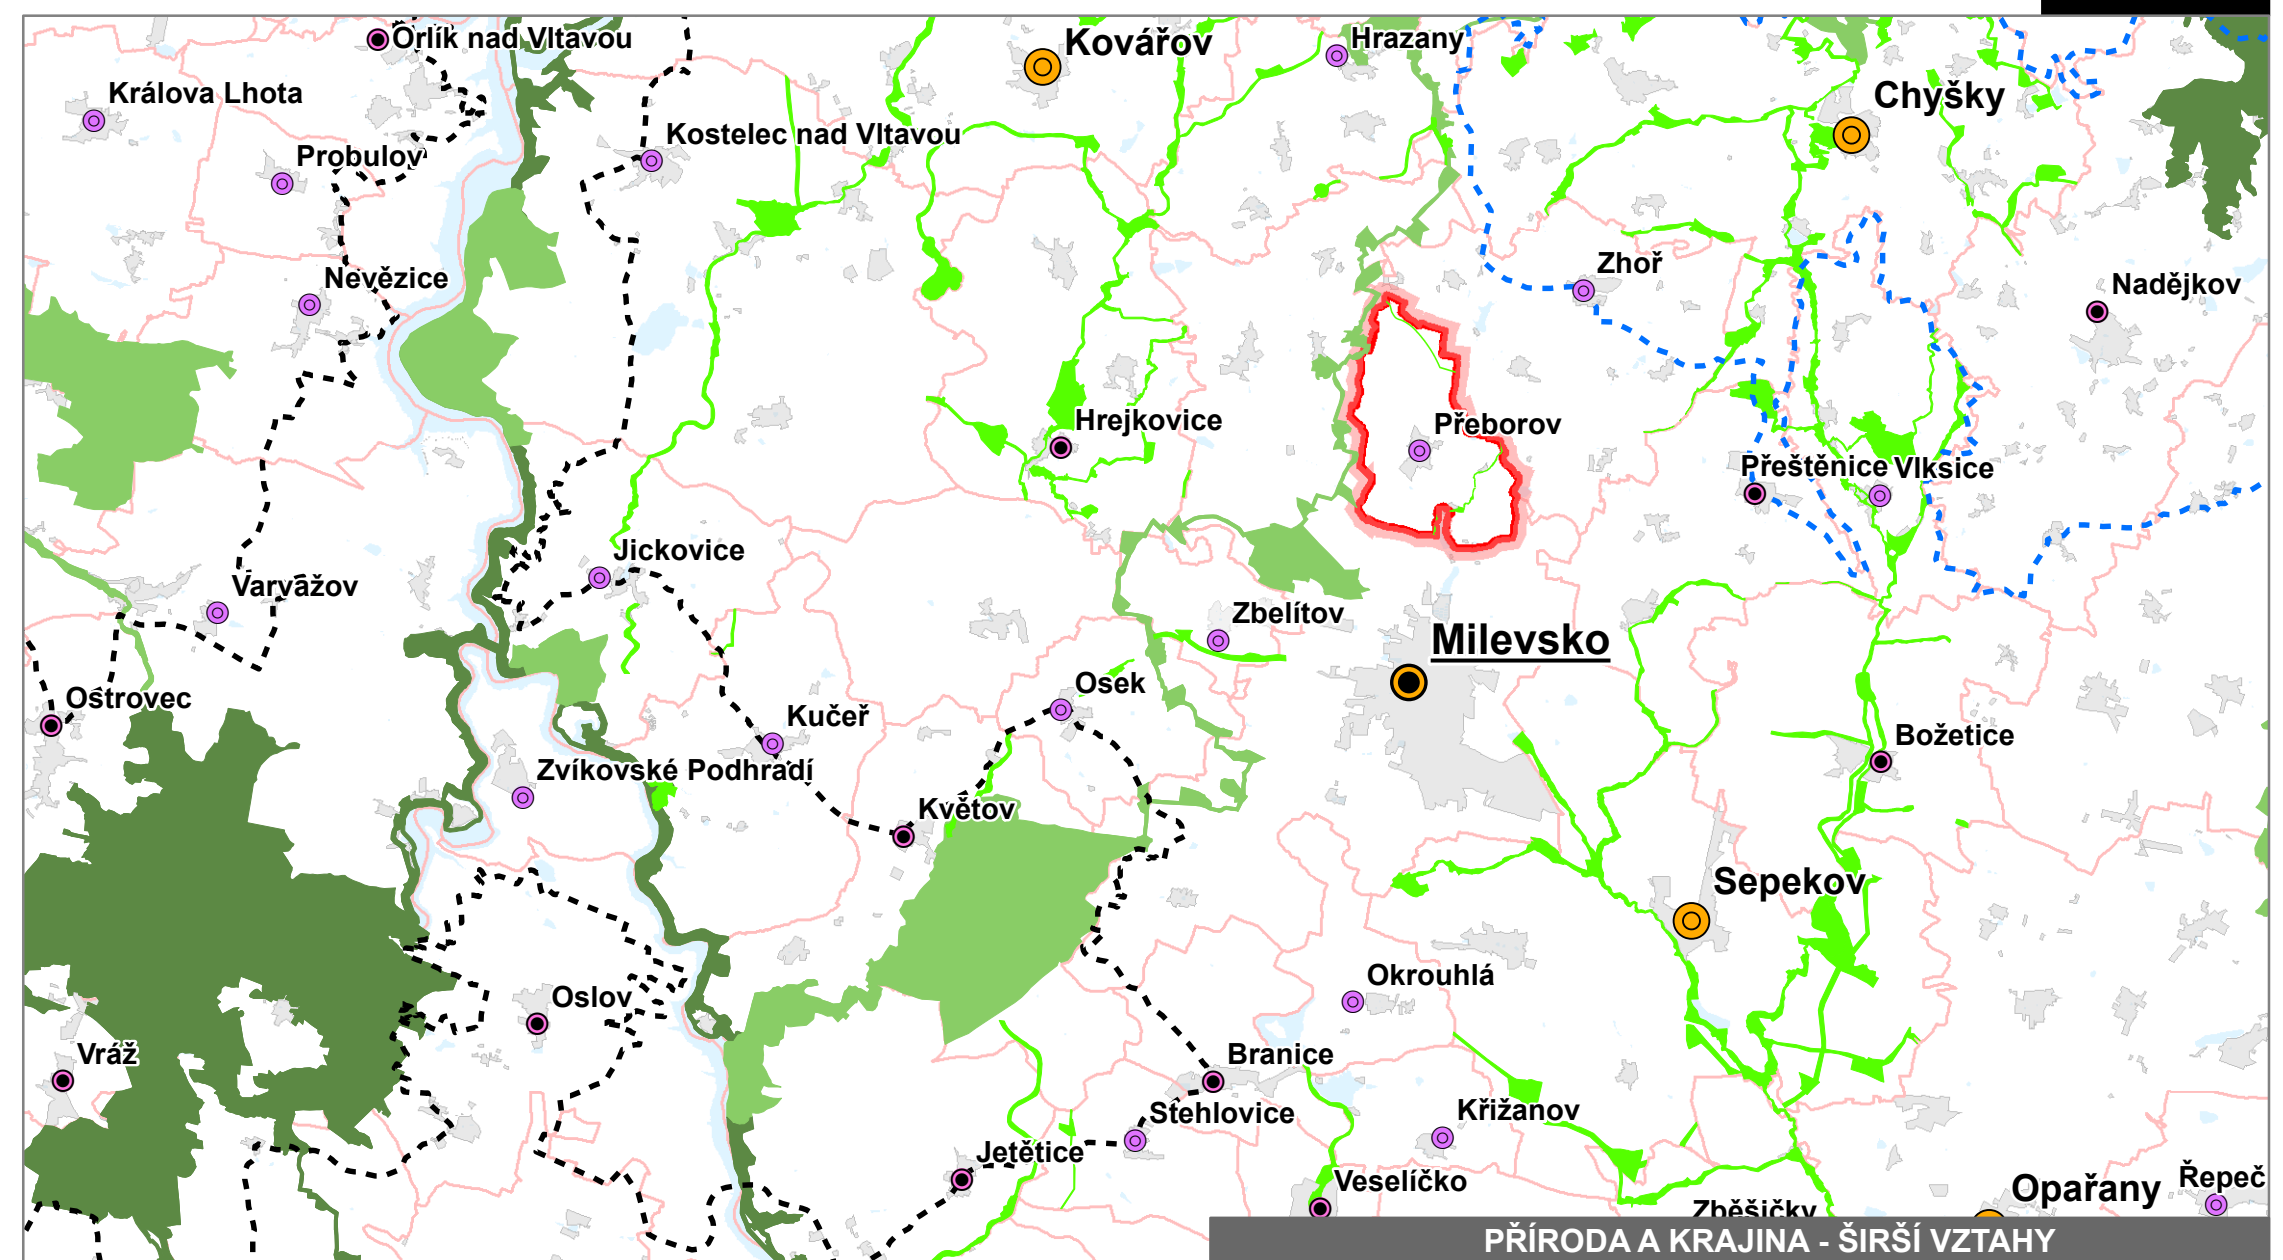 Orlík nad Vltavou
Kovářov
Hrazany
Králova Lhota
Chyšky
Kostelec nad Vltavou
Probulov
Zhoř
Nevězice
Nadějkov
Hrejkovice
Přeborov
Přeštěnice
Vlksice
Jickovice
Varvažov
Zbelítov
Milevsko
Osek
Ostrovec
Kučeř
Božetice
Zvíkovské Podhradí
Květov
Sepekov
Okrouhlá
Oslov
Vráž
Branice
Stehlovice
Křižanov
Jetětice
Veselíčko
Opařany
Řepeč
Zběšičky
PŘÍRODA A KRAJINA - ŠIRŠÍ VZTAHY